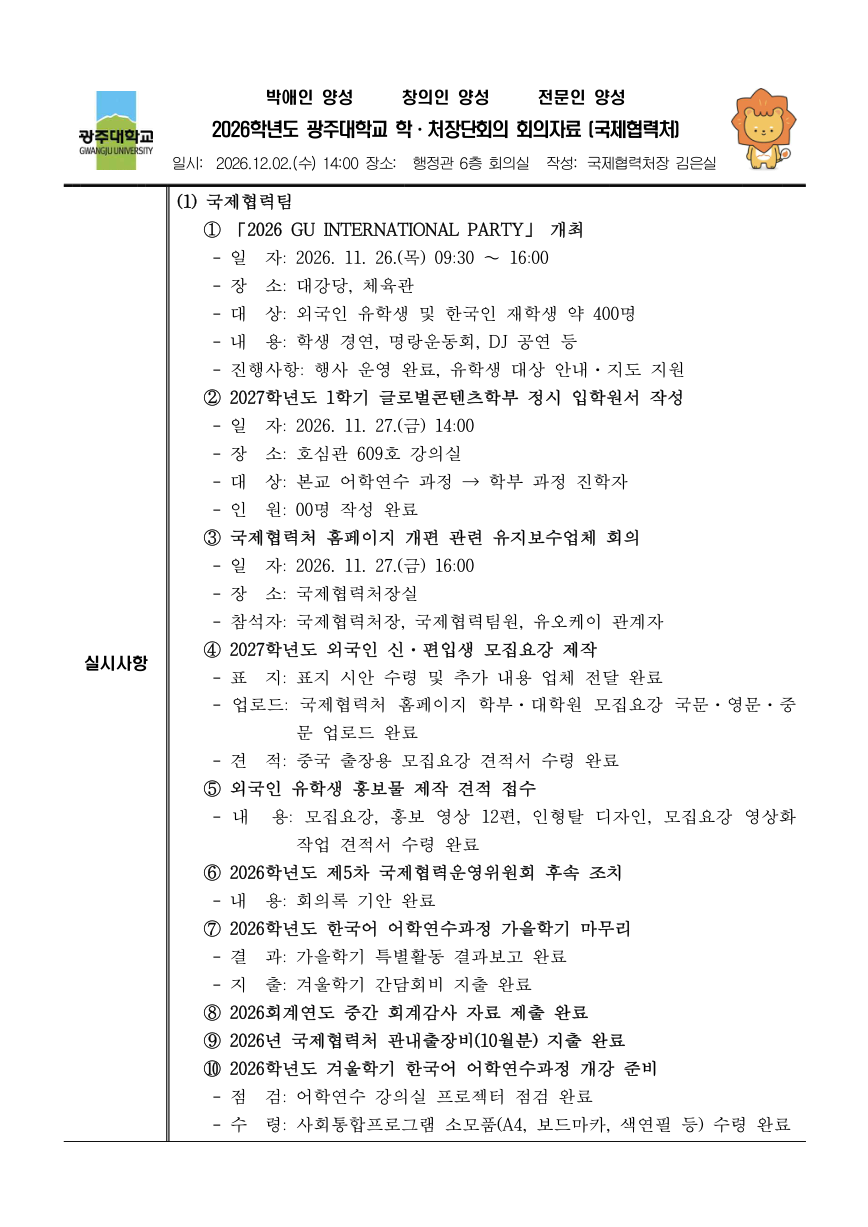 박애인 양성 창의인 양성 전문인 양성
광주대학교
GWANGJU UNIVERSITY
2026학년도 광주대학교 학·처장단회의 회의자료 (국제협력처)
일시: 2026.12.02.(수) 14:00 장소: 행정관 6층 회의실 작성: 국제협력처장 김은실
실시사항
(1) 국제협력팀
① 「2026 GU INTERNATIONAL PARTY」 개최
- 일 자: 2026. 11. 26.(목) 09:30 ~ 16:00
- 장 소: 대강당, 체육관
- 대 상: 외국인 유학생 및 한국인 재학생 약 400명
- 내 용: 학생 경연, 명랑운동회, DJ 공연 등
- 진행사항: 행사 운영 완료, 유학생 대상 안내·지도 지원
② 2027학년도 1학기 글로벌콘텐츠학부 정시 입학원서 작성
- 일 자: 2026. 11. 27.(금) 14:00
- 장 소: 호심관 609호 강의실
- 대 상: 본교 어학연수 과정 → 학부 과정 진학자
- 인 원: 00명 작성 완료
③ 국제협력처 홈페이지 개편 관련 유지보수업체 회의
- 일 자: 2026. 11. 27.(금) 16:00
- 장 소: 국제협력처장실
- 참석자: 국제협력처장, 국제협력팀원, 유오케이 관계자
④ 2027학년도 외국인 신·편입생 모집요강 제작
- 표 지: 표지 시안 수령 및 추가 내용 업체 전달 완료
- 업로드: 국제협력처 홈페이지 학부·대학원 모집요강 국문·영문·중
문 업로드 완료
- 견 적: 중국 출장용 모집요강 견적서 수령 완료
⑤ 외국인 유학생 홍보물 제작 견적 접수
- 내 용: 모집요강, 홍보 영상 12편, 인형탈 디자인, 모집요강 영상화
작업 견적서 수령 완료
⑥ 2026학년도 제5차 국제협력운영위원회 후속 조치
- 내 용: 회의록 기안 완료
⑦ 2026학년도 한국어 어학연수과정 가을학기 마무리
- 결 과: 가을학기 특별활동 결과보고 완료
- 지 출: 겨울학기 간담회비 지출 완료
⑧ 2026회계연도 중간 회계감사 자료 제출 완료
⑨ 2026년 국제협력처 관내출장비(10월분) 지출 완료
⑩ 2026학년도 겨울학기 한국어 어학연수과정 개강 준비
- 점 검: 어학연수 강의실 프로젝터 점검 완료
- 수 령: 사회통합프로그램 소모품(A4, 보드마카, 색연필 등) 수령 완료